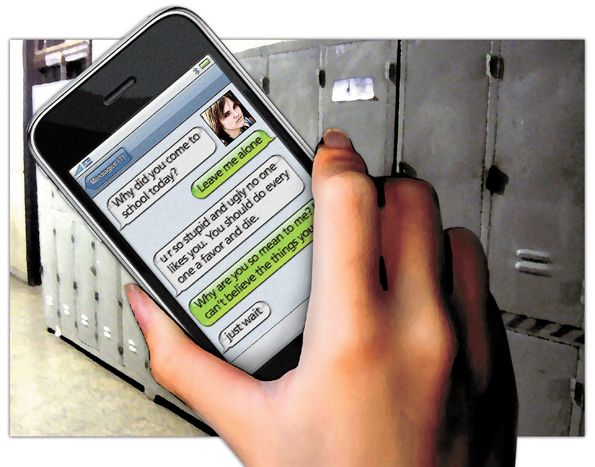 Messages(1)
Why did you come to
school today?
Leave me alone
u r so stupid and ugly no one
likes you. You should do every
one a favor and die.
Why are you so mean to me?
can't believe the things you
just wait